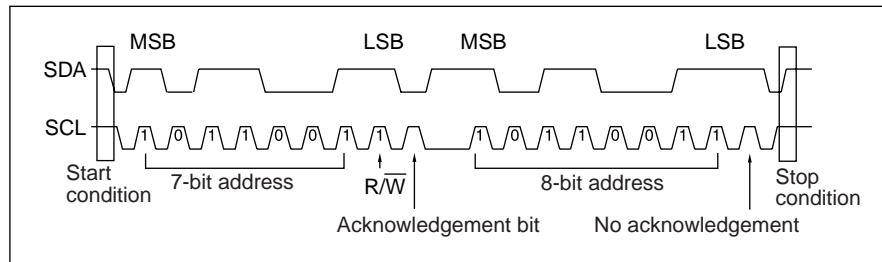 MSB LSB MSB LSB
SDA
SCL 1 0 1 1 0 0 1 1 1 0 1 1 0 0 1 1
Start condition 7-bit address R/W̅ 8-bit address Stop condition
Acknowledgement bit No acknowledgement